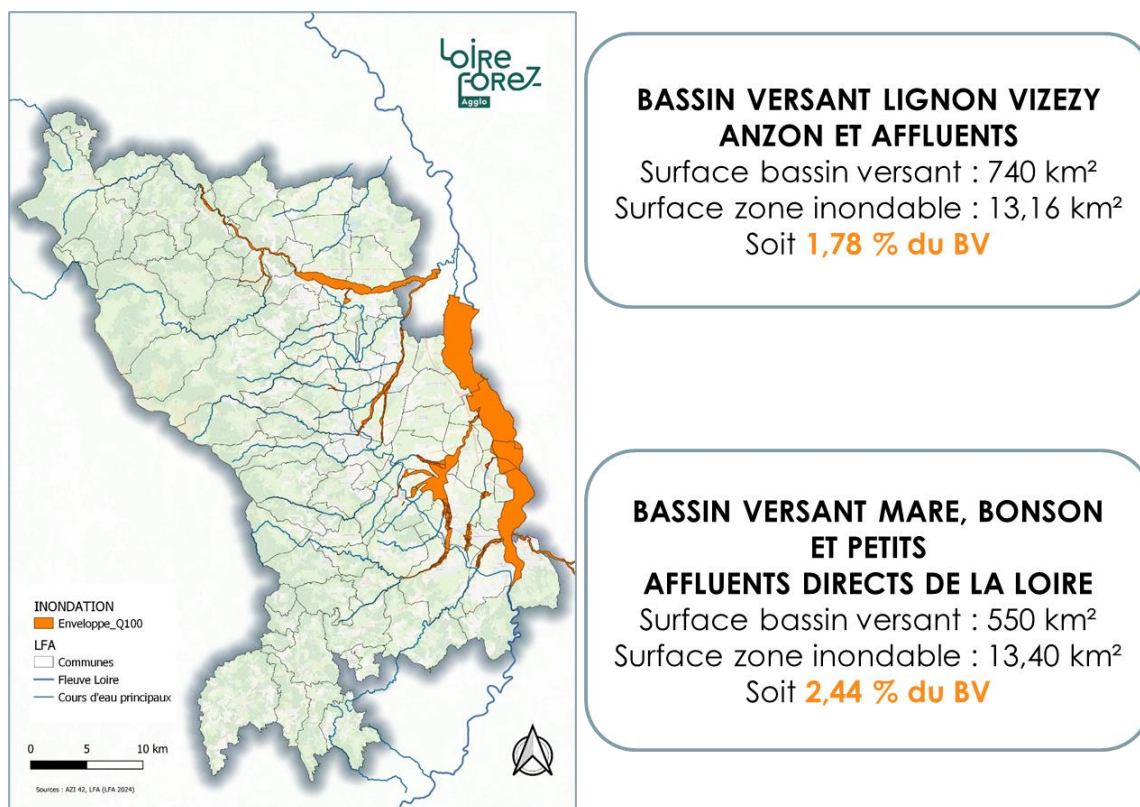 Loire
Forez
Agglo
INONDATION
Enveloppe_Q100
LFA
Communes
Fleuve Loire
Cours d'eau principaux
0 5 10 km
Sources : AZI 42, LFA (LFA 2024)
BASSIN VERSANT LIGNON VIZEZY
ANZON ET AFFLUENTS
Surface bassin versant : 740 km²
Surface zone inondable : 13,16 km²
Soit 1,78 % du BV
BASSIN VERSANT MARE, BONSON
ET PETITS
AFFLUENTS DIRECTS DE LA LOIRE
Surface bassin versant : 550 km²
Surface zone inondable : 13,40 km²
Soit 2,44 % du BV